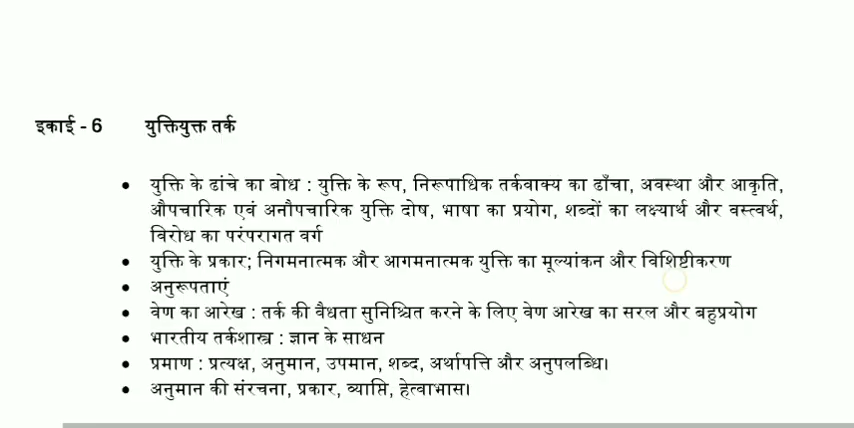 इकाई - 6 युक्तियुक्त तर्क
• युक्ति के ढांचे का बोध : युक्ति के रूप, निरूपाधिक तर्कवाक्य का ढाँचा, अवस्था और आकृति,
औपचारिक एवं अनौपचारिक युक्ति दोष, भाषा का प्रयोग, शब्दों का लक्ष्यार्थ और वस्त्वर्थ,
विरोध का परंपरागत वर्ग
• युक्ति के प्रकार; निगमनात्मक और आगमनात्मक युक्ति का मूल्यांकन और विशिष्टीकरण
• अनुरूपताएं
• वेण का आरेख : तर्क की वैधता सुनिश्चित करने के लिए वेण आरेख का सरल और बहुप्रयोग
• भारतीय तर्कशास्त्र : ज्ञान के साधन
• प्रमाण : प्रत्यक्ष, अनुमान, उपमान, शब्द, अर्थापत्ति और अनुपलब्धि।
• अनुमान की संरचना, प्रकार, व्याप्ति, हेत्वाभास।